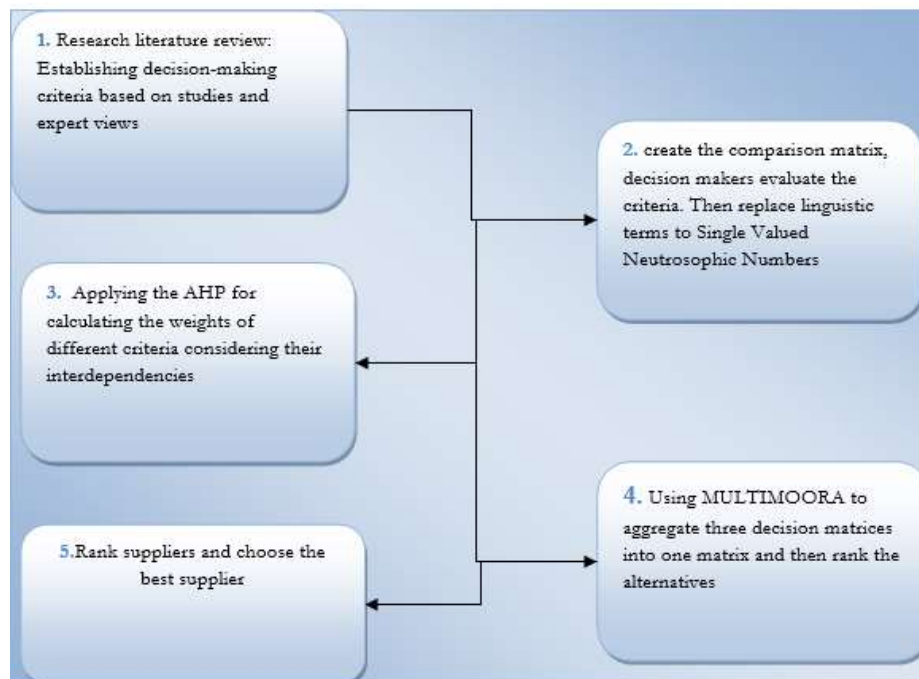 1. Research literature review:
Establishing decision-making
criteria based on studies and
expert views
2. create the comparison matrix,
decision makers evaluate the
criteria. Then replace linguistic
terms to Single Valued
Neutrosophic Numbers
3. Applying the AHP for
calculating the weights of
different criteria considering their
interdependencies
4. Using MULTIMOORA to
aggregate three decision matrices
into one matrix and then rank the
alternatives
5.Rank suppliers and choose the
best supplier